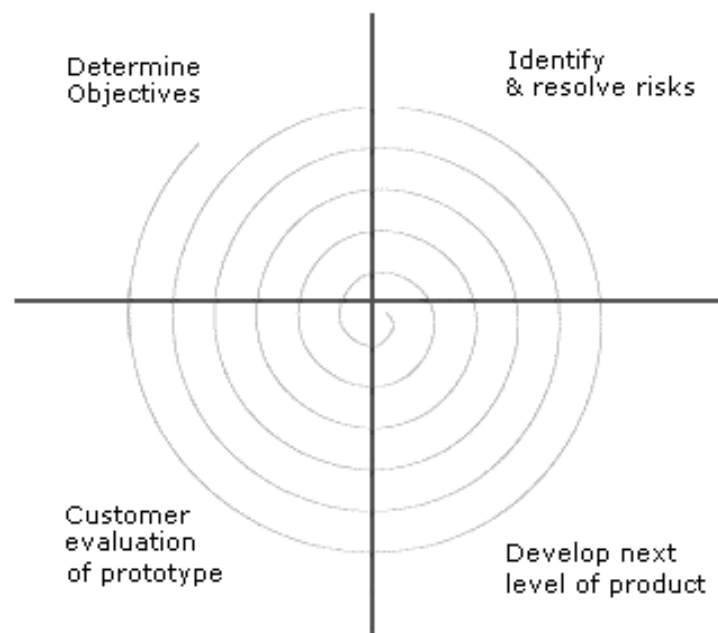 Determine
Objectives
Identify
& resolve risks
Customer
evaluation
of prototype
Develop next
level of product